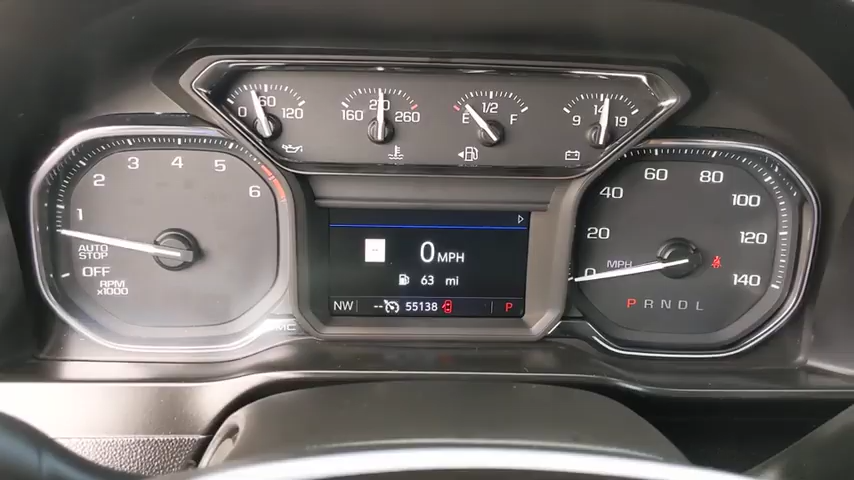 0 60 120
160 210 260
E 1/2 F
9 14 19
1 2 3 4 5 6
AUTO
STOP
OFF
RPM
x1000
0 MPH
63 mi
NW -- 55138 P
0 20 40 60 80 100 120 140
MPH
P R N D L